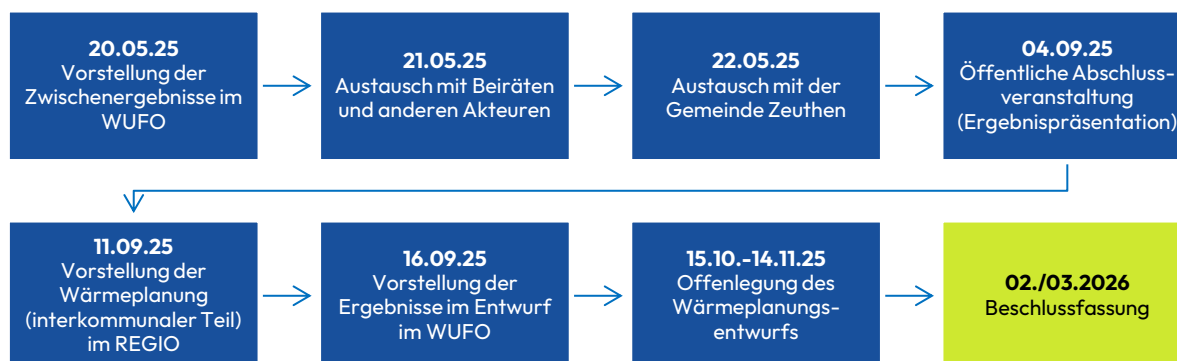 20.05.25
Vorstellung der
Zwischenergebnisse im
WUFO
21.05.25
Austausch mit Beiräten
und anderen Akteuren
22.05.25
Austausch mit der
Gemeinde Zeuthen
04.09.25
Öffentliche Abschluss-
veranstaltung
(Ergebnispräsentation)
11.09.25
Vorstellung der
Wärmeplanung
(interkommunaler Teil)
im REGIO
16.09.25
Vorstellung der
Ergebnisse im Entwurf
im WUFO
15.10.-14.11.25
Offenlegung des
Wärmeplanungs-
entwurfs
02./03.2026
Beschlussfassung